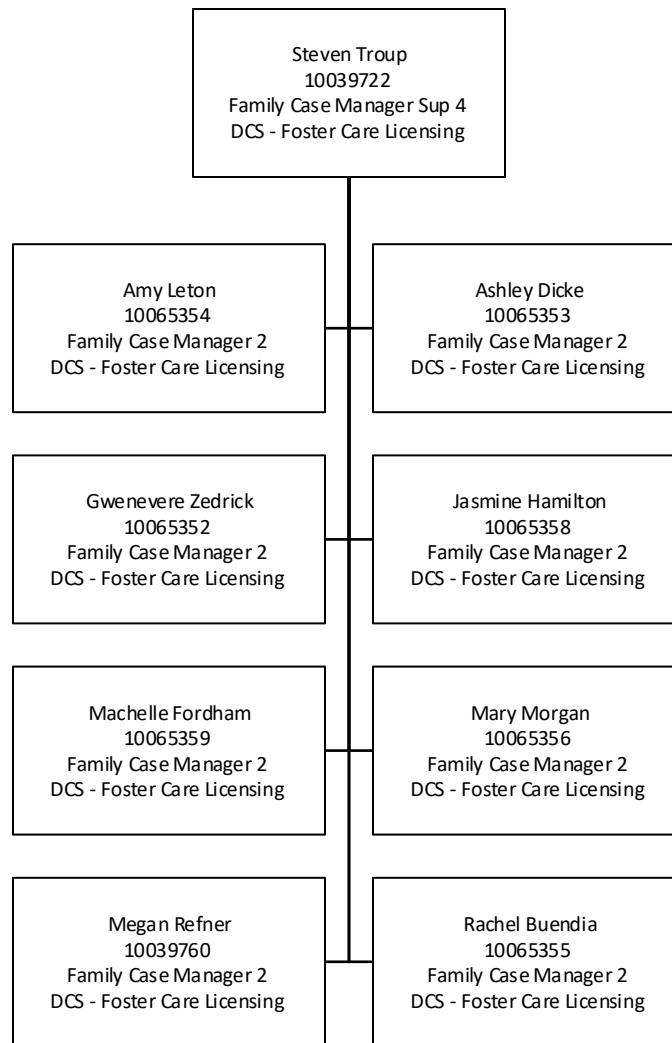 Steven Troup
10039722
Family Case Manager Sup 4
DCS - Foster Care Licensing
Amy Leton
10065354
Family Case Manager 2
DCS - Foster Care Licensing
Ashley Dicke
10065353
Family Case Manager 2
DCS - Foster Care Licensing
Gwenevere Zedrick
10065352
Family Case Manager 2
DCS - Foster Care Licensing
Jasmine Hamilton
10065358
Family Case Manager 2
DCS - Foster Care Licensing
Machelle Fordham
10065359
Family Case Manager 2
DCS - Foster Care Licensing
Mary Morgan
10065356
Family Case Manager 2
DCS - Foster Care Licensing
Megan Refner
10039760
Family Case Manager 2
DCS - Foster Care Licensing
Rachel Buendia
10065355
Family Case Manager 2
DCS - Foster Care Licensing